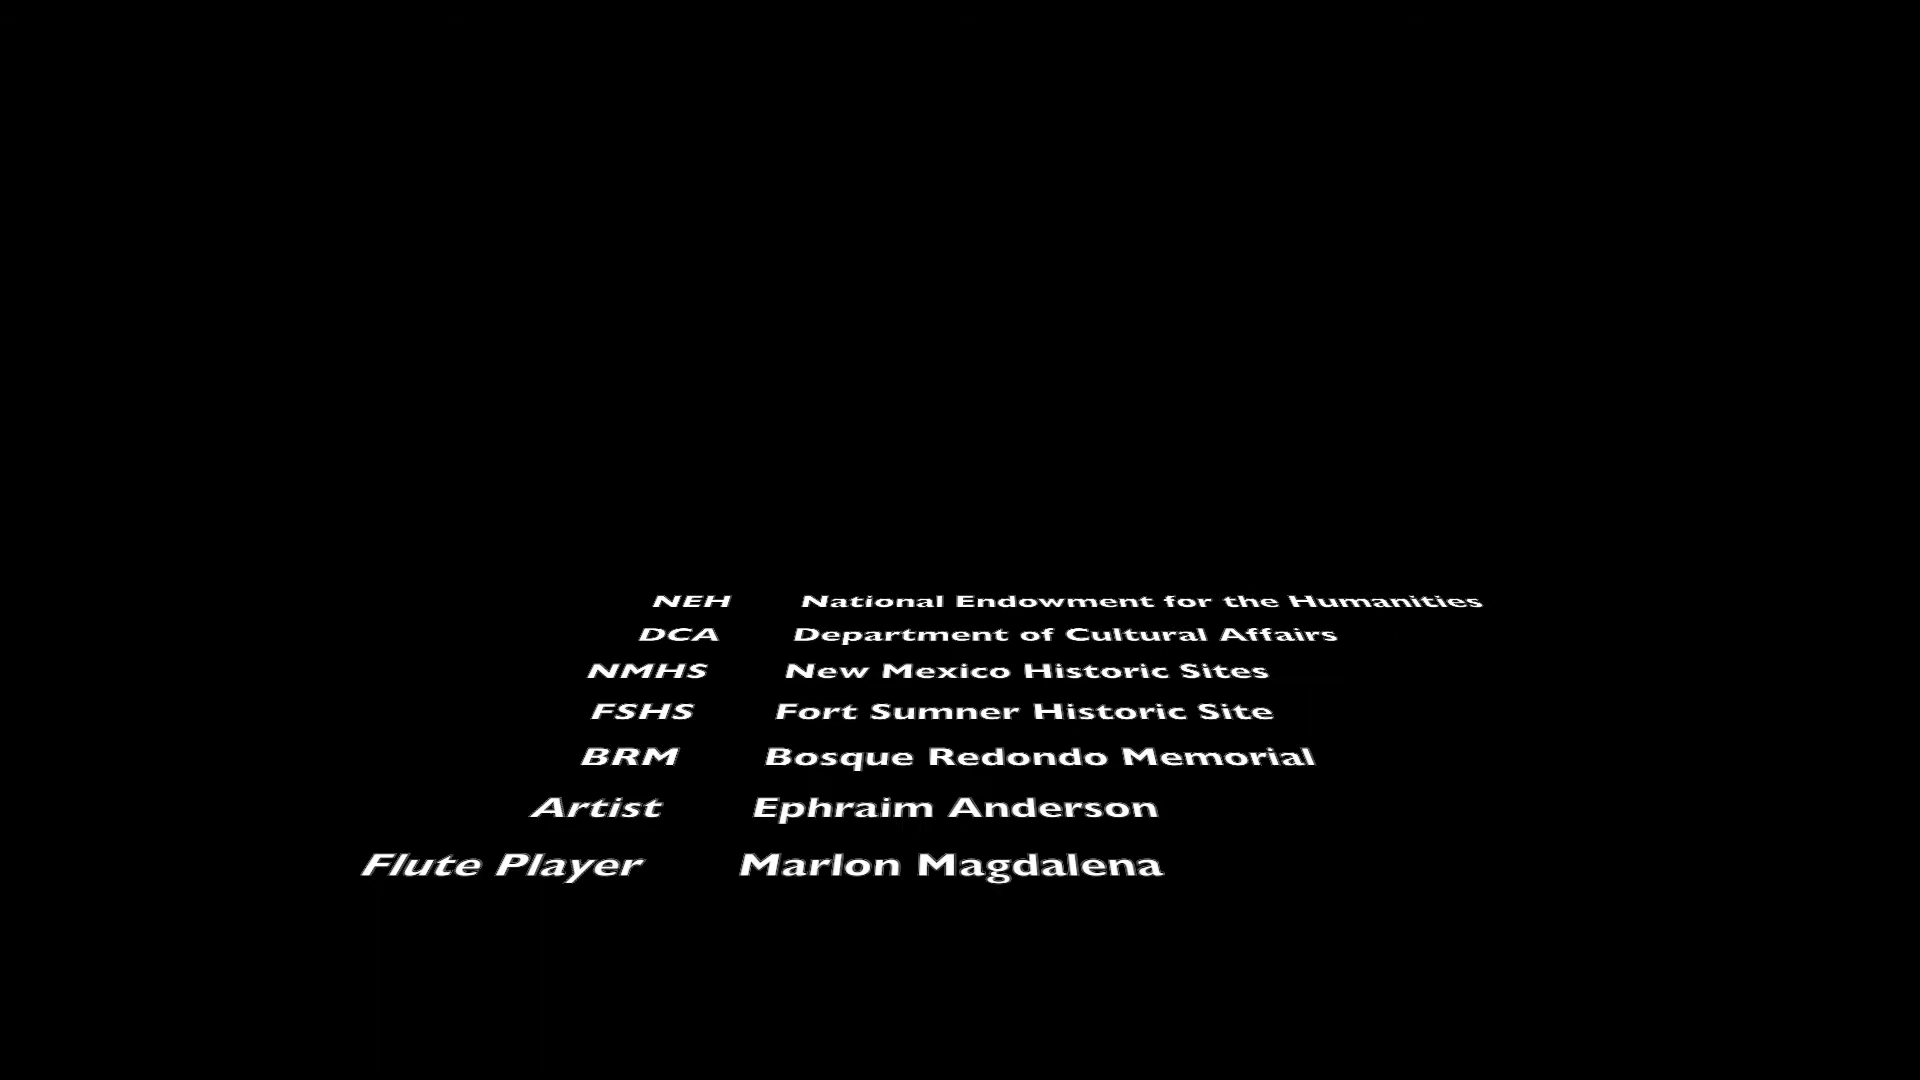 NEH National Endowment for the Humanities
DCA Department of Cultural Affairs
NMHS New Mexico Historic Sites
FSHS Fort Sumner Historic Site
BRM Bosque Redondo Memorial
Artist Ephraim Anderson
Flute Player Marlon Magdalena